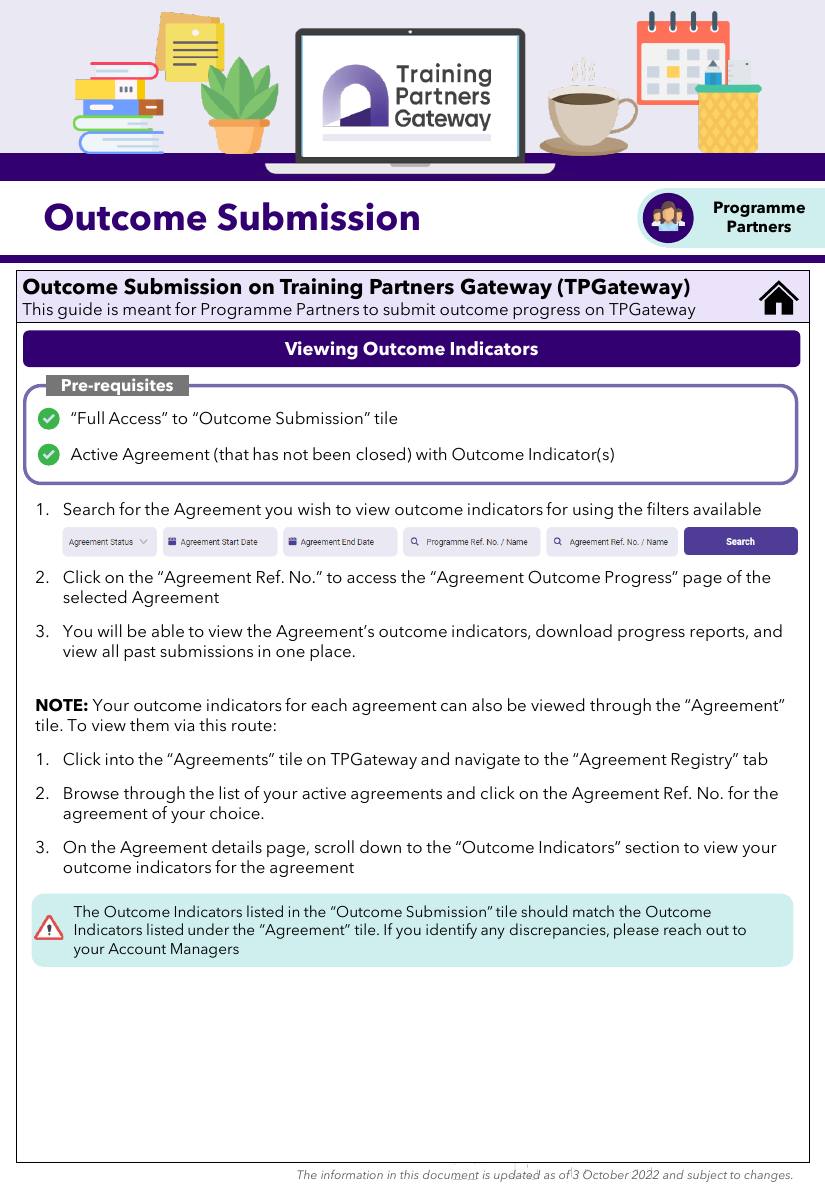 Training
Partners
Gateway
Outcome Submission
Programme
Partners
Outcome Submission on Training Partners Gateway (TPGateway)
This guide is meant for Programme Partners to submit outcome progress on TPGateway
Viewing Outcome Indicators
Pre-requisites
“Full Access” to “Outcome Submission” tile
Active Agreement (that has not been closed) with Outcome Indicator(s)
1. Search for the Agreement you wish to view outcome indicators for using the filters available
Agreement Status Agreement Start Date Agreement End Date Programme Ref. No. / Name Agreement Ref. No. / Name Search
2. Click on the “Agreement Ref. No.” to access the “Agreement Outcome Progress” page of the
selected Agreement
3. You will be able to view the Agreement’s outcome indicators, download progress reports, and
view all past submissions in one place.
NOTE: Your outcome indicators for each agreement can also be viewed through the “Agreement”
tile. To view them via this route:
1. Click into the “Agreements” tile on TPGateway and navigate to the “Agreement Registry” tab
2. Browse through the list of your active agreements and click on the Agreement Ref. No. for the
agreement of your choice.
3. On the Agreement details page, scroll down to the “Outcome Indicators” section to view your
outcome indicators for the agreement
The Outcome Indicators listed in the “Outcome Submission” tile should match the Outcome
Indicators listed under the “Agreement” tile. If you identify any discrepancies, please reach out to
your Account Managers
The information in this document is updated as of 3 October 2022 and subject to changes.